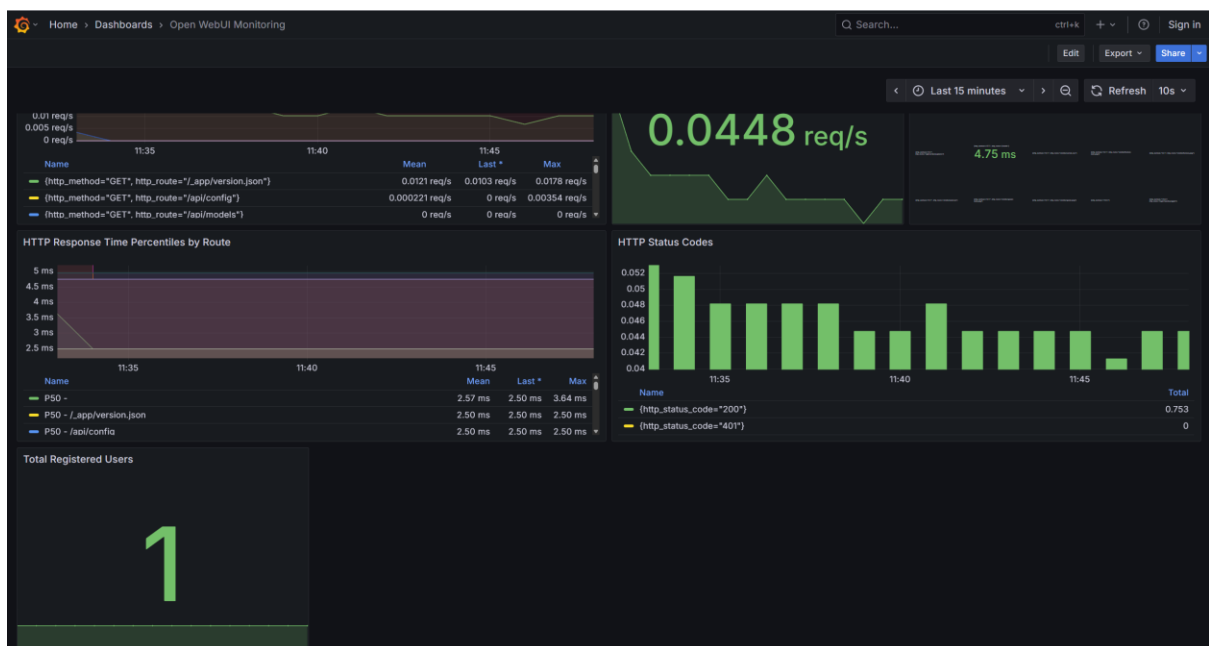 Home › Dashboards › Open WebUI Monitoring
Search... ctrl+k
Sign in
Edit Export Share
Last 15 minutes Refresh 10s
0.01 req/s
0.005 req/s
0 req/s
11:35 11:40 11:45
Name Mean Last * Max
{http_method="GET", http_route="/_app/version.json"} 0.0121 req/s 0.0103 req/s 0.0178 req/s
{http_method="GET", http_route="/api/config"} 0.000221 req/s 0 req/s 0.00354 req/s
{http_method="GET", http_route="/api/models"} 0 req/s 0 req/s 0 req/s
0.0448 req/s
4.75 ms
HTTP Response Time Percentiles by Route
5 ms
4.5 ms
4 ms
3.5 ms
3 ms
2.5 ms
11:35 11:40 11:45
Name Mean Last * Max
P50 - 2.57 ms 2.50 ms 3.64 ms
P50 - /_app/version.json 2.50 ms 2.50 ms 2.50 ms
P50 - /api/config 2.50 ms 2.50 ms 2.50 ms
HTTP Status Codes
0.052
0.05
0.048
0.046
0.044
0.042
0.04
11:35 11:40 11:45
Name Total
{http_status_code="200"} 0.753
{http_status_code="401"} 0
Total Registered Users
1